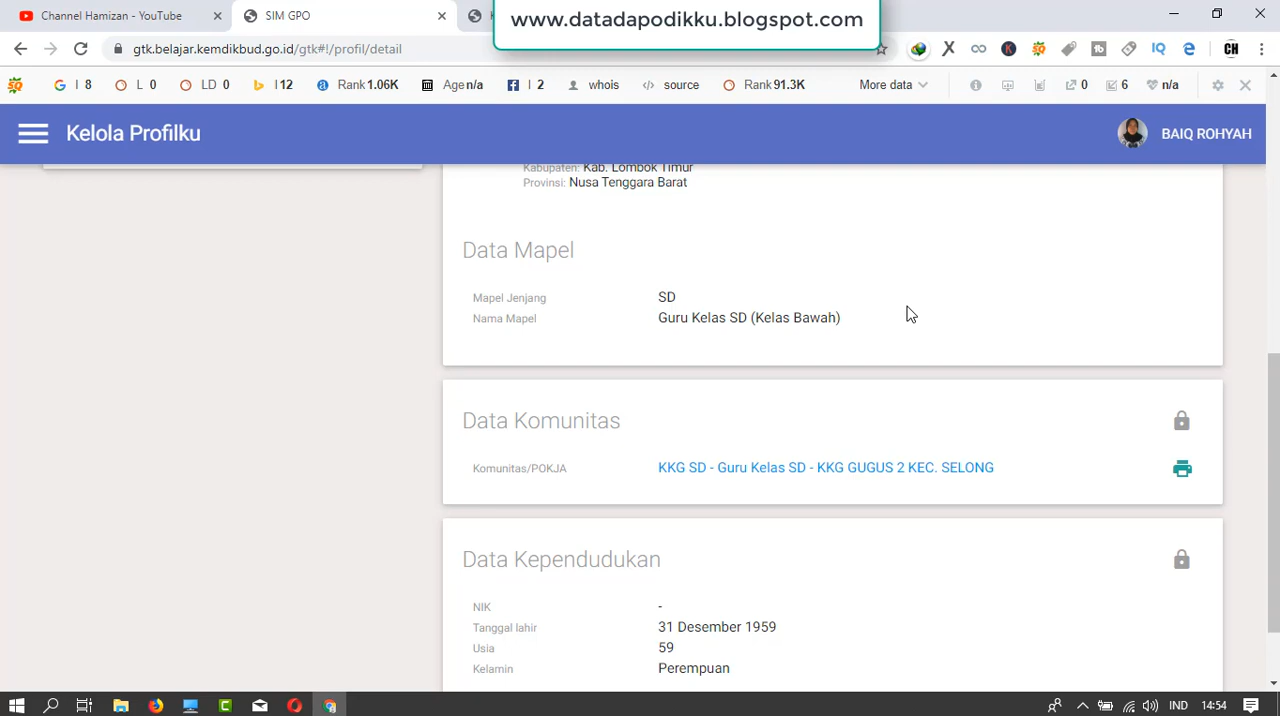 Channel Hamizan - YouTube
SIM GPO
www.datadapodikku.blogspot.com
gtk.belajar.kemdikbud.go.id/gtk#!/profil/detail
I 8
L 0
LD 0
I 12
Rank 1.06K
Age n/a
I 2
whois
source
Rank 91.3K
More data
0
6
n/a
Kelola Profilku
BAIQ ROHYAH
Kabupaten: Kab. Lombok Timur
Provinsi: Nusa Tenggara Barat
Data Mapel
Mapel Jenjang SD
Nama Mapel Guru Kelas SD (Kelas Bawah)
Data Komunitas
Komunitas/POKJA KKG SD - Guru Kelas SD - KKG GUGUS 2 KEC. SELONG
Data Kependudukan
NIK -
Tanggal lahir 31 Desember 1959
Usia 59
Kelamin Perempuan
IND
14:54